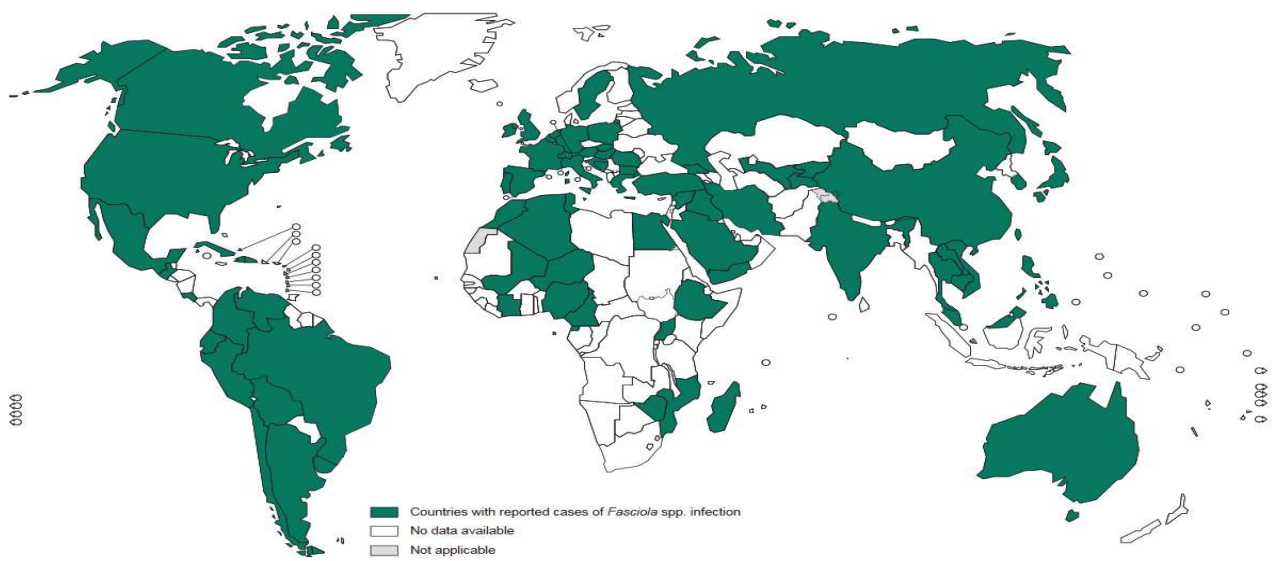 Countries with reported cases of Fasciola spp. infection
No data available
Not applicable